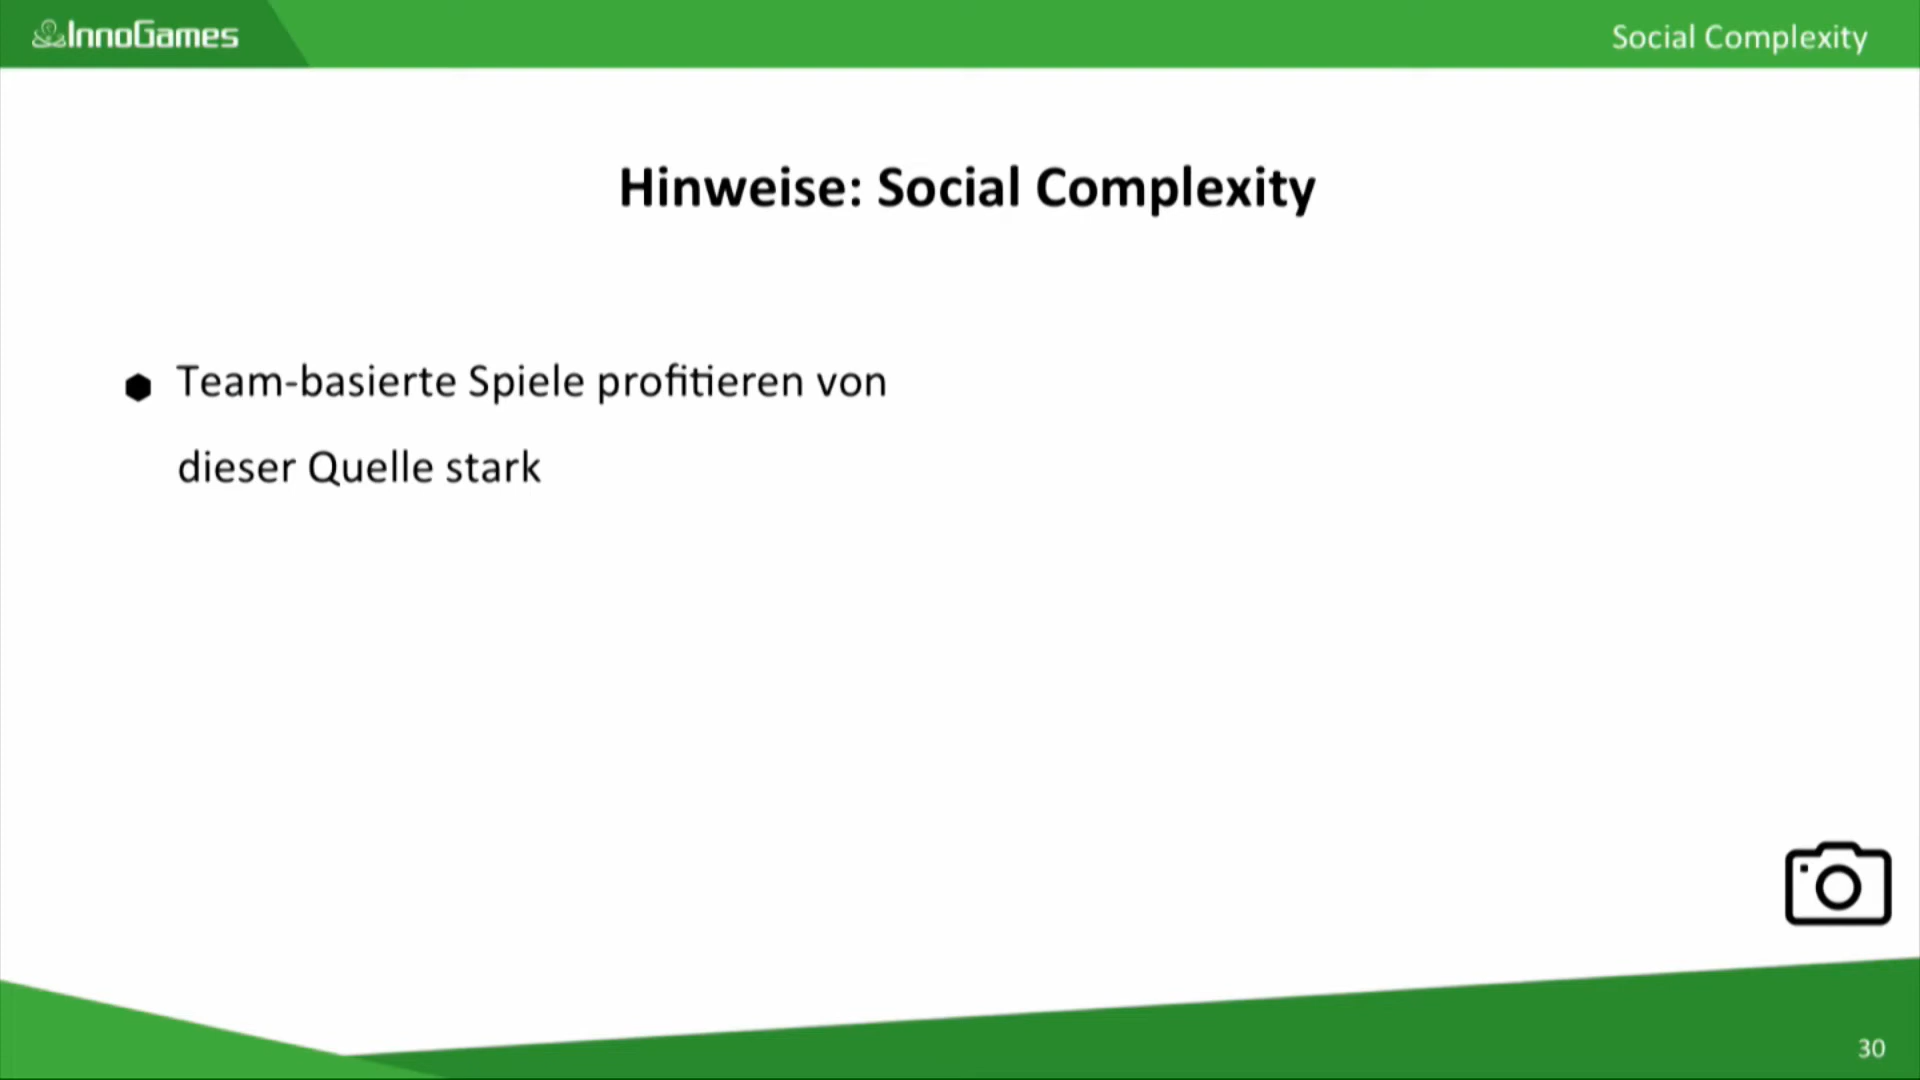 InnoGames
Social Complexity
Hinweise: Social Complexity
Team-basierte Spiele profitieren von
dieser Quelle stark
30